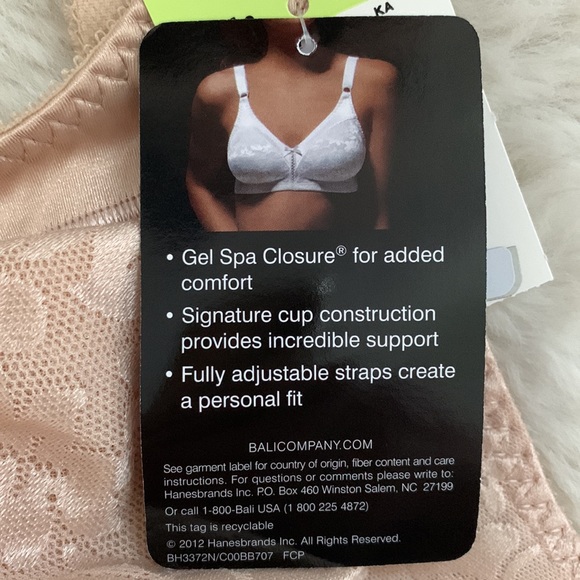 KA
• Gel Spa Closure® for added
comfort
• Signature cup construction
provides incredible support
• Fully adjustable straps create
a personal fit
BALICOMPANY.COM
See garment label for country of origin, fiber content and care
instructions. For questions or comments please write to:
Hanesbrands Inc. P.O. Box 460 Winston Salem, NC 27199
Or call 1-800-Bali USA (1 800 225 4872)
This tag is recyclable
© 2012 Hanesbrands Inc. All Rights Reserved.
BH3372N/C00BB707 FCP